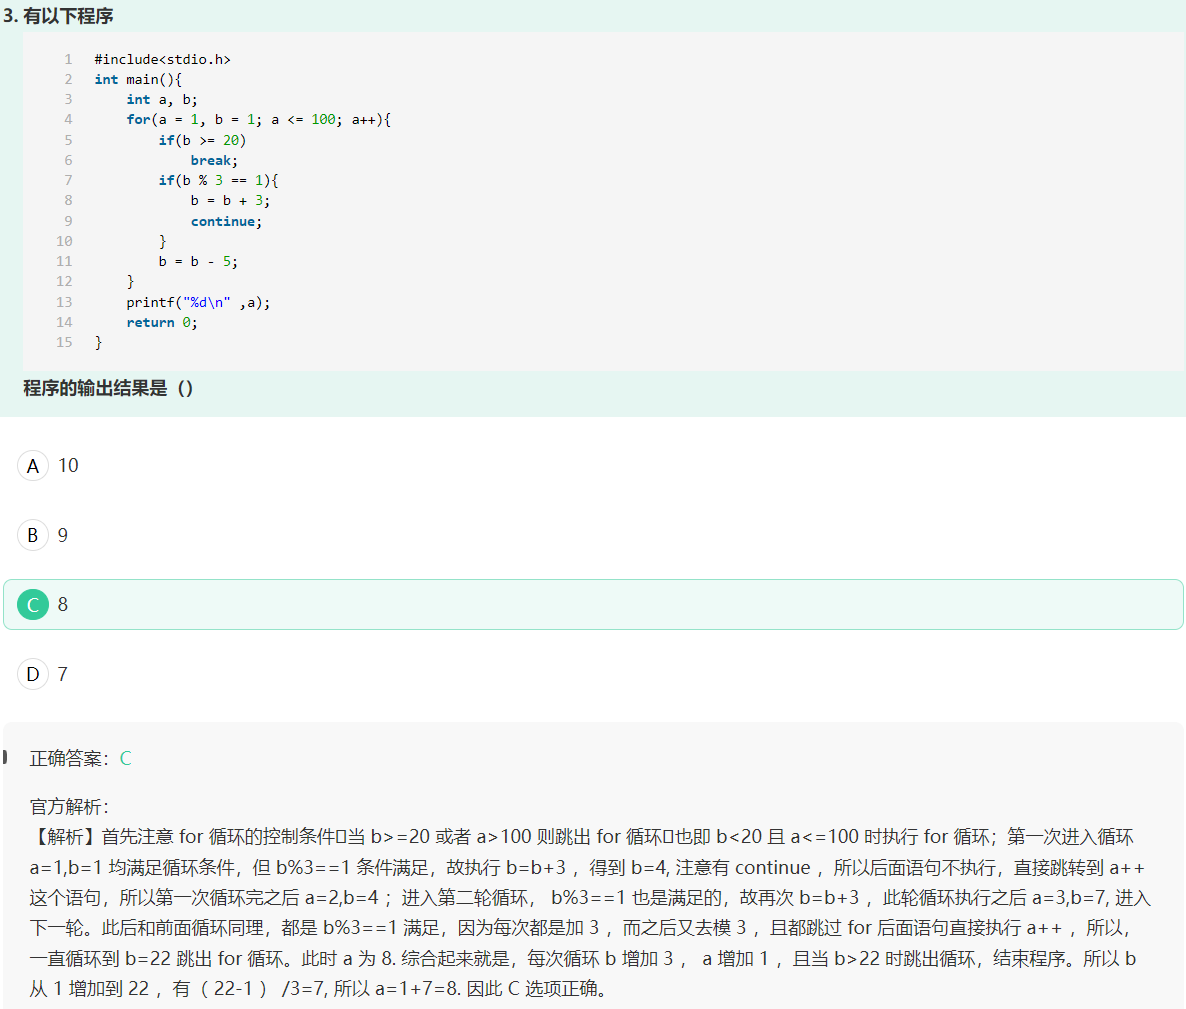 3. 有以下程序
1 #include<stdio.h>
2 int main(){
3 int a, b;
4 for(a = 1, b = 1; a <= 100; a++){
5 if(b >= 20)
6 break;
7 if(b % 3 == 1){
8 b = b + 3;
9 continue;
10 }
11 b = b - 5;
12 }
13 printf("%d\n" ,a);
14 return 0;
15 }
程序的输出结果是（）
A 10
B 9
C 8
D 7
正确答案：C
官方解析：
【解析】首先注意 for 循环的控制条件▯当 b>=20 或者 a>100 则跳出 for 循环▯也即 b<20 且 a<=100 时执行 for 循环；第一次进入循环
a=1,b=1 均满足循环条件，但 b%3==1 条件满足，故执行 b=b+3 ，得到 b=4, 注意有 continue ，所以后面语句不执行，直接跳转到 a++
这个语句，所以第一次循环完之后 a=2,b=4 ；进入第二轮循环， b%3==1 也是满足的，故再次 b=b+3 ，此轮循环执行之后 a=3,b=7, 进入
下一轮。此后和前面循环同理，都是 b%3==1 满足，因为每次都是加 3 ，而之后又去模 3 ，且都跳过 for 后面语句直接执行 a++ ，所以，
一直循环到 b=22 跳出 for 循环。此时 a 为 8. 综合起来就是，每次循环 b 增加 3 ， a 增加 1 ，且当 b>22 时跳出循环，结束程序。所以 b
从 1 增加到 22 ，有（ 22-1 ） /3=7, 所以 a=1+7=8. 因此 C 选项正确。